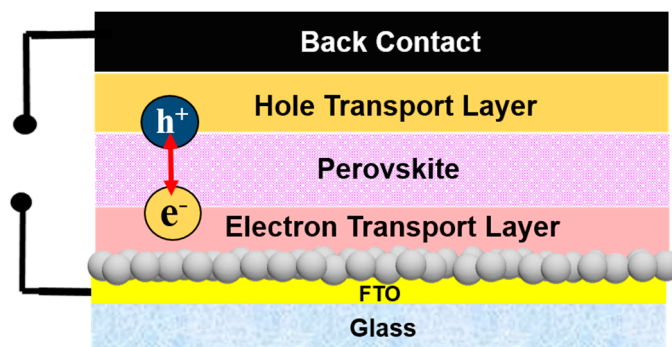 Back Contact
Hole Transport Layer
h⁺
Perovskite
e⁻
Electron Transport Layer
FTO
Glass